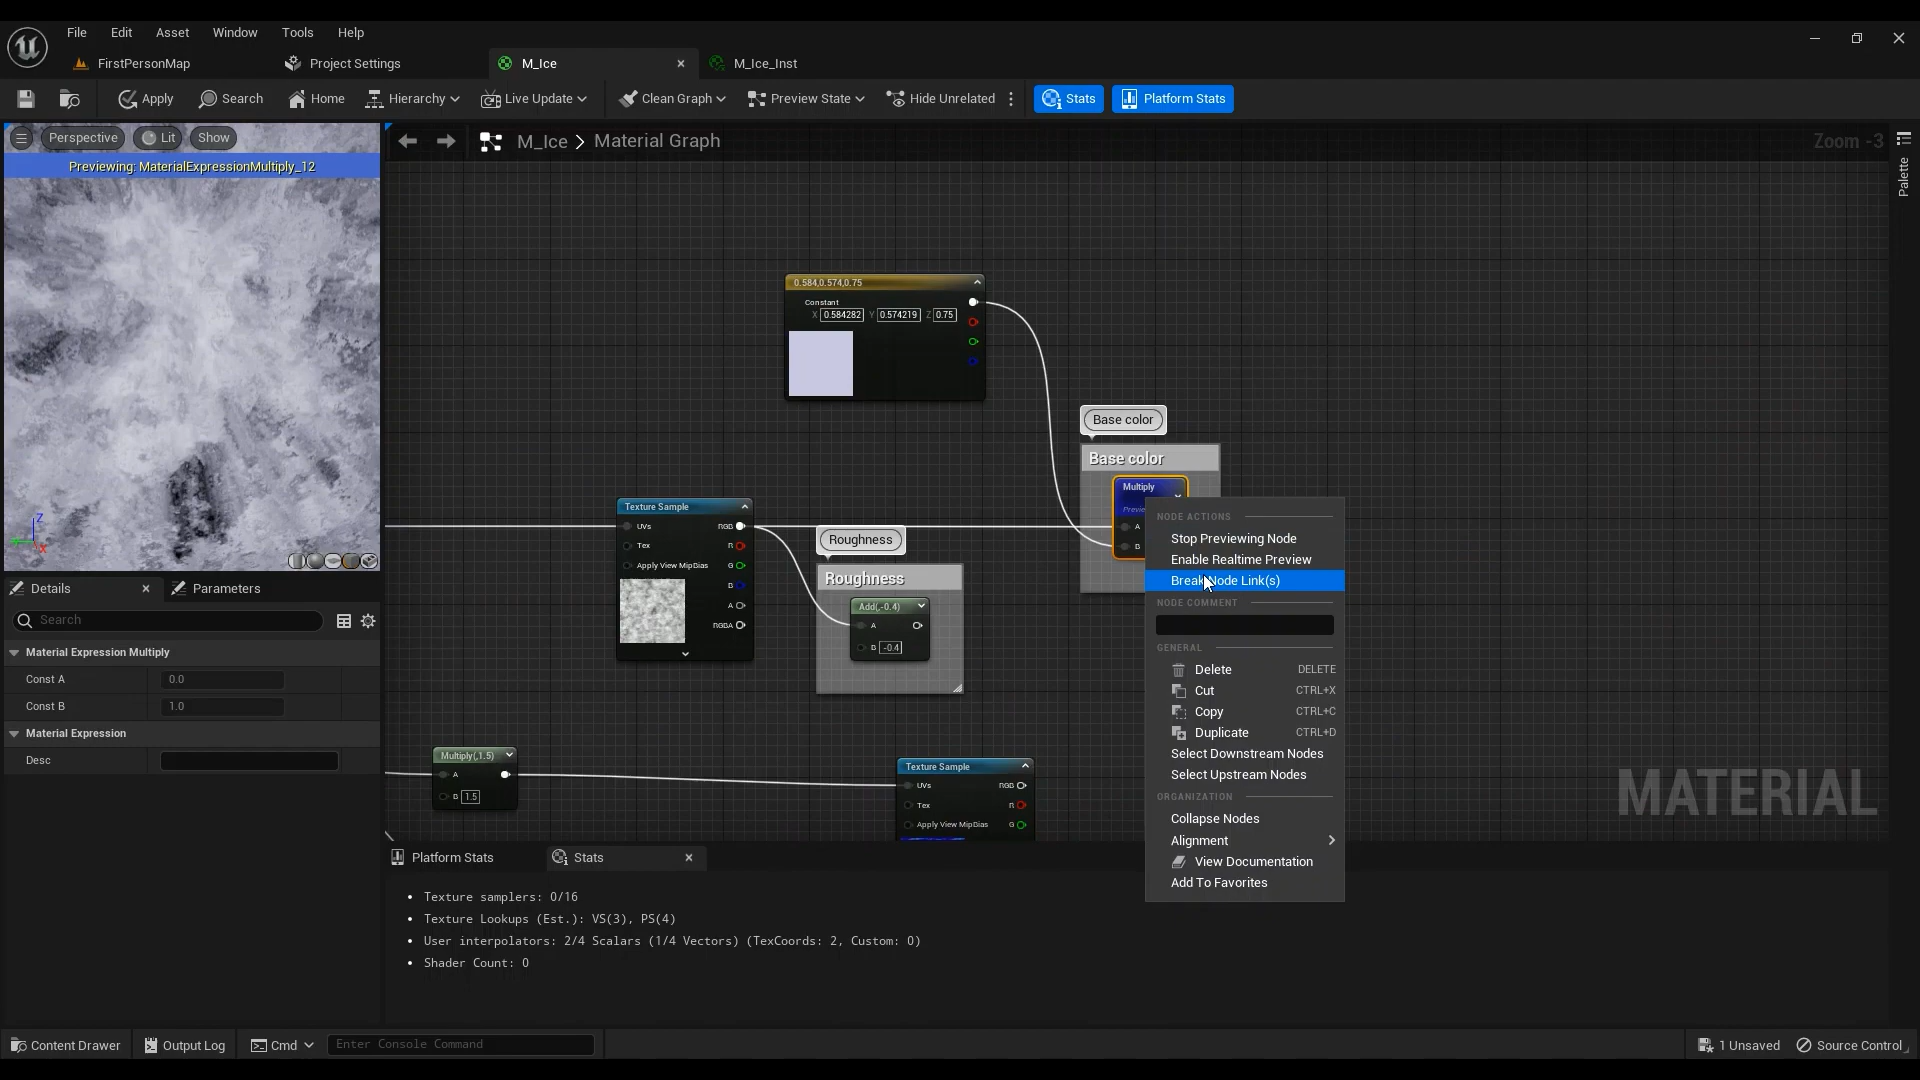 File Edit Asset Window Tools Help
FirstPersonMap Project Settings M_Ice M_Ice_Inst
Apply Search Home Hierarchy Live Update Clean Graph Preview State Hide Unrelated Stats Platform Stats
Perspective Lit Show
M_Ice > Material Graph
Zoom -3
Previewing: MaterialExpressionMultiply_12
Palette
0.584,0.574,0.75
Constant
X 0.584282 Y 0.574219 Z 0.75
Base color
Base color
Multiply
A
B
Texture Sample
UVs RGB
Tex R
Apply View MipBias G
B
A
RGBA
Roughness
Roughness
Add(,-0.4)
A
B -0.4
Multiply(,1.5)
A
B 1.5
Texture Sample
UVs RGB
Tex R
Apply View MipBias G
NODE ACTIONS
Stop Previewing Node
Enable Realtime Preview
Break Node Link(s)
NODE COMMENT
GENERAL
Delete DELETE
Cut CTRL+X
Copy CTRL+C
Duplicate CTRL+D
Select Downstream Nodes
Select Upstream Nodes
ORGANIZATION
Collapse Nodes
Alignment
View Documentation
Add To Favorites
MATERIAL
Z
X
Details Parameters
Search
Material Expression Multiply
Const A 0.0
Const B 1.0
Material Expression
Desc
Platform Stats Stats
• Texture samplers: 0/16
• Texture Lookups (Est.): VS(3), PS(4)
• User interpolators: 2/4 Scalars (1/4 Vectors) (TexCoords: 2, Custom: 0)
• Shader Count: 0
Content Drawer Output Log Cmd Enter Console Command 1 Unsaved Source Control